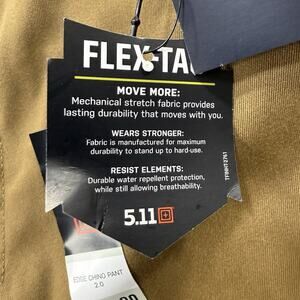 FLEX-TAC
MOVE MORE:
Mechanical stretch fabric provides
lasting durability that moves with you.
WEARS STRONGER:
Fabric is manufactured for maximum
durability to stand up to hard-use.
RESIST ELEMENTS:
Durable water repellent protection,
while still allowing breathability.
5.11
EDGE CHINO PANT
2.0